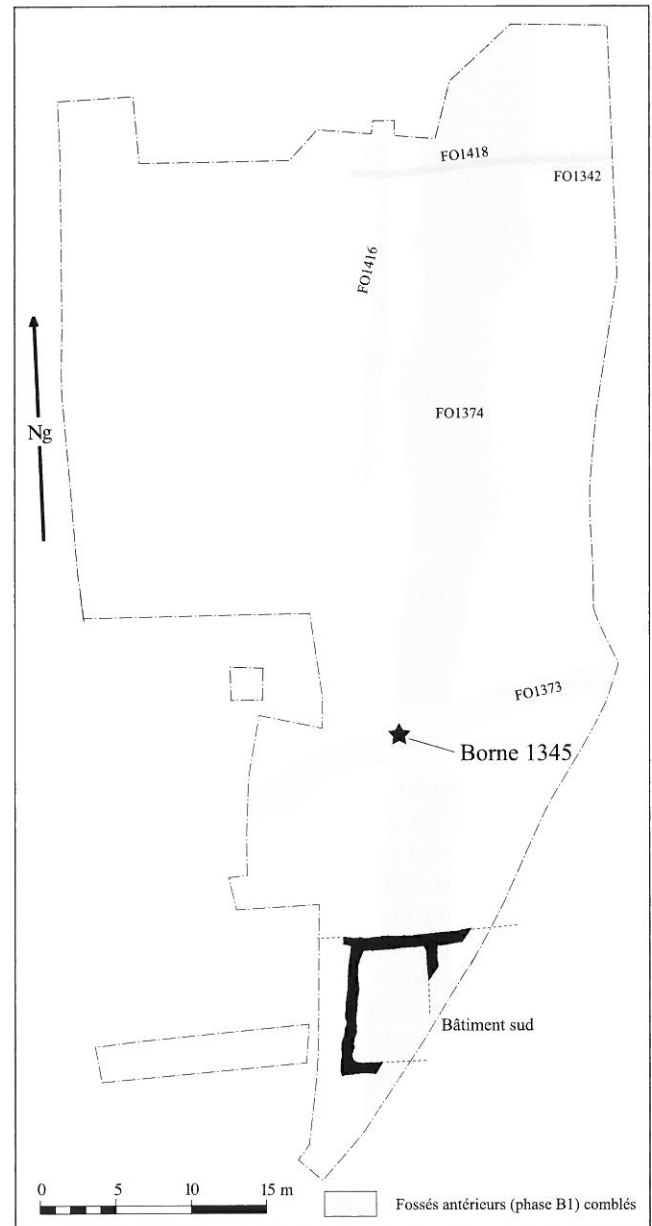 FO1418
FO1342
FO1416
Ng
FO1374
FO1373
Borne 1345
Bâtiment sud
0 5 10 15 m
Fossés antérieurs (phase B1) comblés